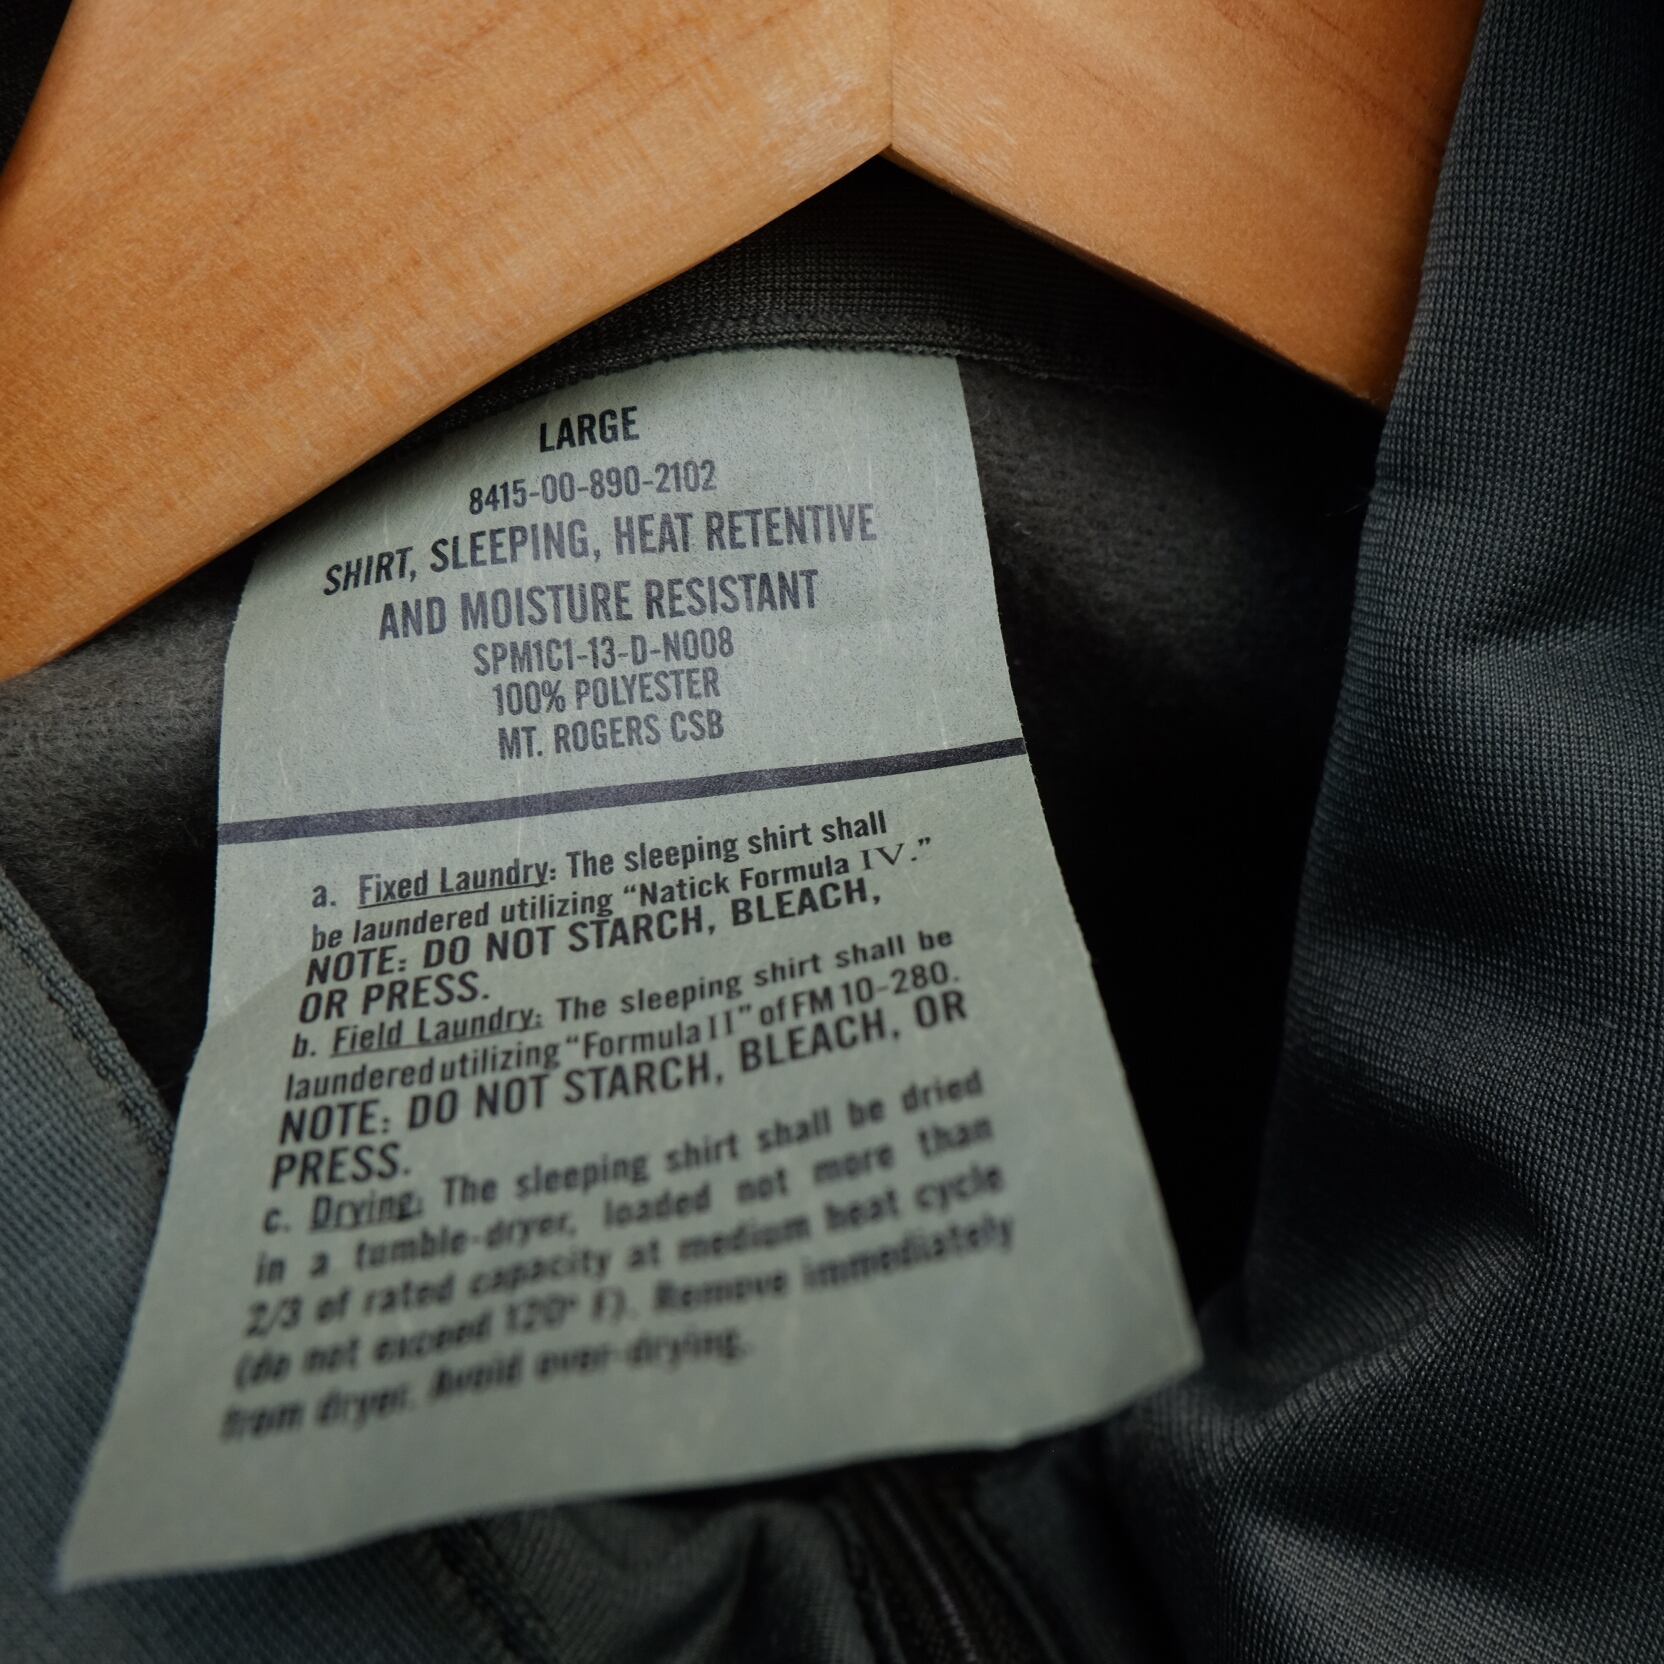 LARGE
8415-00-890-2102
SHIRT, SLEEPING, HEAT RETENTIVE
AND MOISTURE RESISTANT
SPM1C1-13-D-N008
100% POLYESTER
MT. ROGERS CSB
a. Fixed Laundry: The sleeping shirt shall
be laundered utilizing “Natick Formula IV.”
NOTE: DO NOT STARCH, BLEACH,
OR PRESS.
b. Field Laundry: The sleeping shirt shall be
laundered utilizing “Formula II” of FM 10-280.
NOTE: DO NOT STARCH, BLEACH, OR
PRESS.
c. Drying: The sleeping shirt shall be dried
in a tumble-dryer, loaded not more than
2/3 of rated capacity at medium heat cycle
(do not exceed 120° F). Remove immediately
from dryer. Avoid over-drying.